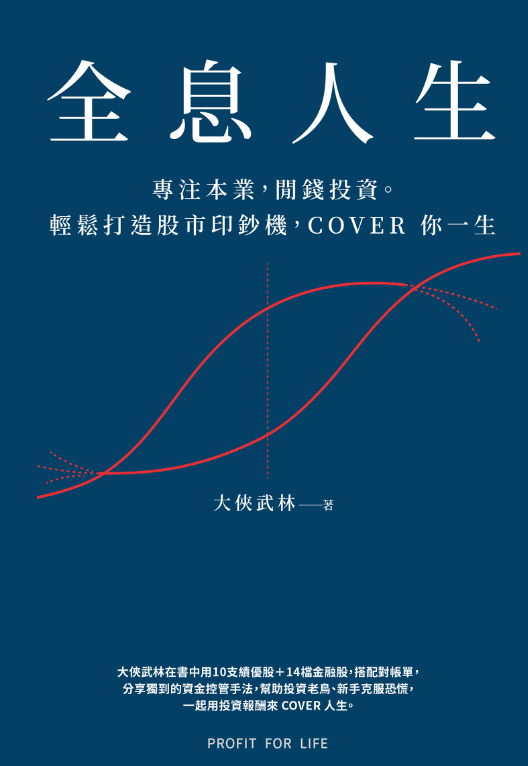 全息人生
專注本業，閒錢投資。
輕鬆打造股市印鈔機，COVER 你一生
大俠武林——著
大俠武林在書中用10支績優股＋14檔金融股，搭配對帳單，
分享獨到的資金控管手法，幫助投資老鳥、新手克服恐慌，
一起用投資報酬來 COVER 人生。
PROFIT FOR LIFE